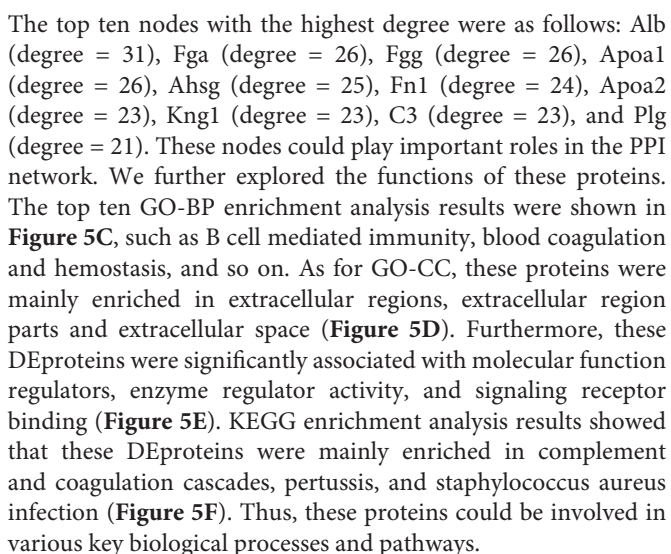 The top ten nodes with the highest degree were as follows: Alb
(degree = 31), Fga (degree = 26), Fgg (degree = 26), Apoa1
(degree = 26), Ahsg (degree = 25), Fn1 (degree = 24), Apoa2
(degree = 23), Kng1 (degree = 23), C3 (degree = 23), and Plg
(degree = 21). These nodes could play important roles in the PPI
network. We further explored the functions of these proteins.
The top ten GO-BP enrichment analysis results were shown in
Figure 5C, such as B cell mediated immunity, blood coagulation
and hemostasis, and so on. As for GO-CC, these proteins were
mainly enriched in extracellular regions, extracellular region
parts and extracellular space (Figure 5D). Furthermore, these
DEproteins were significantly associated with molecular function
regulators, enzyme regulator activity, and signaling receptor
binding (Figure 5E). KEGG enrichment analysis results showed
that these DEproteins were mainly enriched in complement
and coagulation cascades, pertussis, and staphylococcus aureus
infection (Figure 5F). Thus, these proteins could be involved in
various key biological processes and pathways.